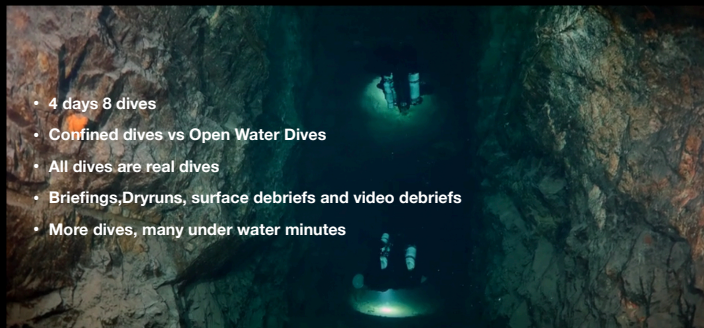 • 4 days 8 dives
• Confined dives vs Open Water Dives
• All dives are real dives
• Briefings,Dryruns, surface debriefs and video debriefs
• More dives, many under water minutes